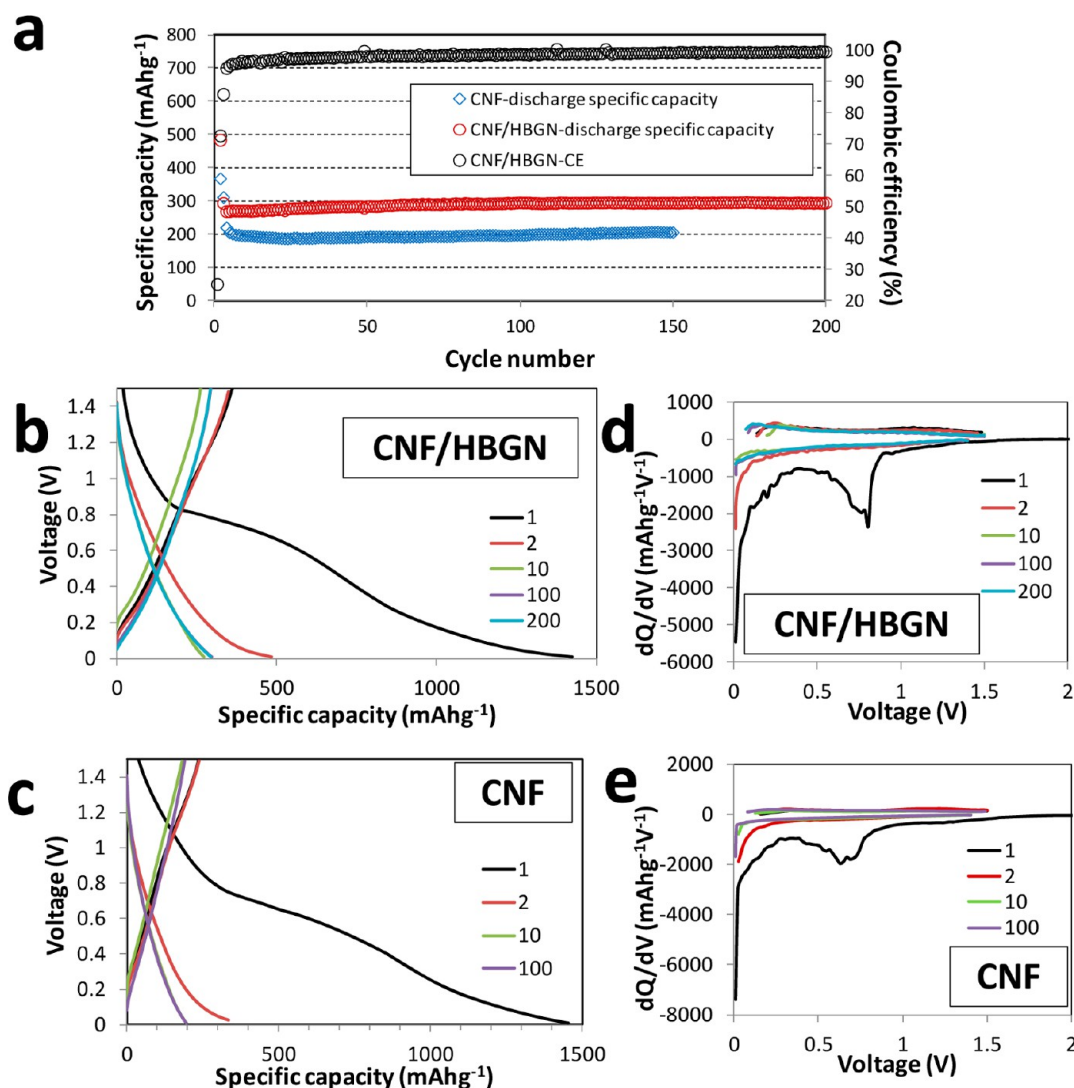 a
800
700
600
500
400
300
200
100
0
Specific capacity (mAhg-1)
100
90
80
70
60
50
40
30
20
Coulombic efficiency (%)
CNF-discharge specific capacity
CNF/HBGN-discharge specific capacity
CNF/HBGN-CE
0 50 100 150 200
Cycle number
b
1.4
1.2
1
0.8
0.6
0.4
0.2
0
Voltage (V)
CNF/HBGN
1
2
10
100
200
0 500 1000 1500
Specific capacity (mAhg-1)
d
1000
0
-1000
-2000
-3000
-4000
-5000
-6000
dQ/dV (mAhg-1V-1)
1
2
10
100
200
CNF/HBGN
0 0.5 1 1.5 2
Voltage (V)
c
1.4
1.2
1
0.8
0.6
0.4
0.2
0
Voltage (V)
CNF
1
2
10
100
0 500 1000 1500
Specific capacity (mAhg-1)
e
2000
0
-2000
-4000
-6000
-8000
dQ/dV (mAhg-1V-1)
1
2
10
100
CNF
0 0.5 1 1.5 2
Voltage (V)